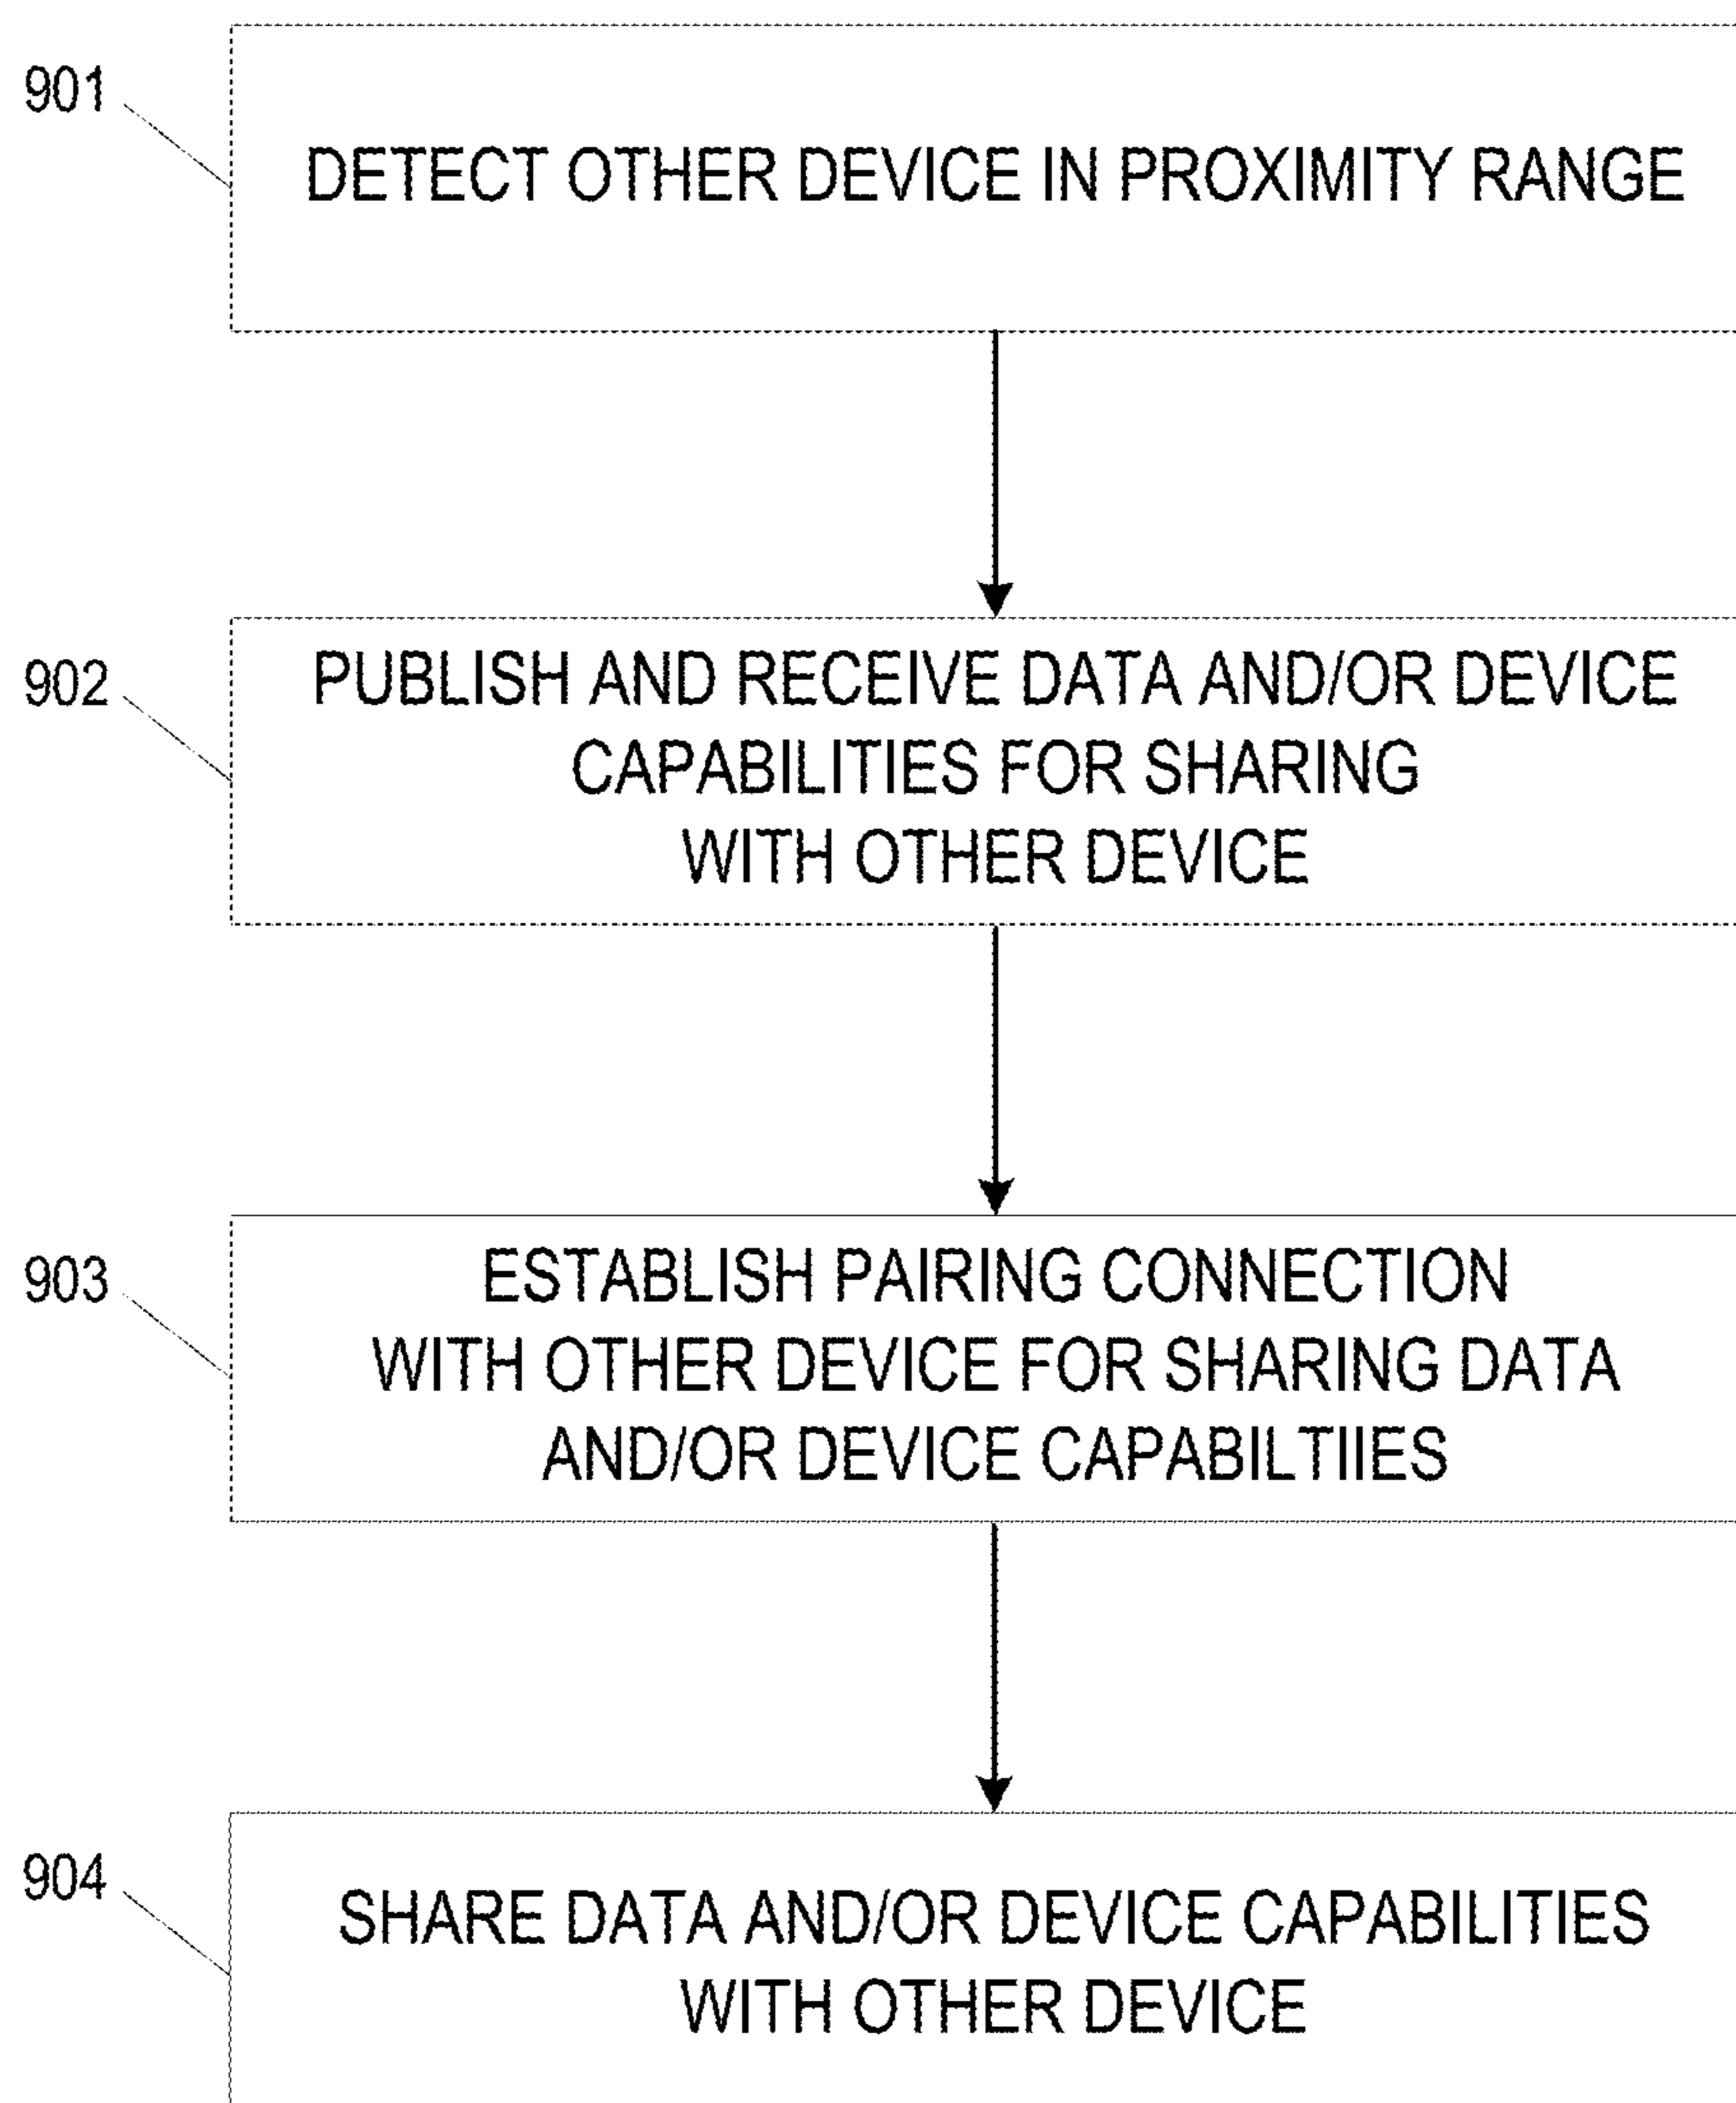 901
DETECT OTHER DEVICE IN PROXIMITY RANGE
902
PUBLISH AND RECEIVE DATA AND/OR DEVICE
CAPABILITIES FOR SHARING
WITH OTHER DEVICE
903
ESTABLISH PAIRING CONNECTION
WITH OTHER DEVICE FOR SHARING DATA
AND/OR DEVICE CAPABILTIIES
904
SHARE DATA AND/OR DEVICE CAPABILITIES
WITH OTHER DEVICE